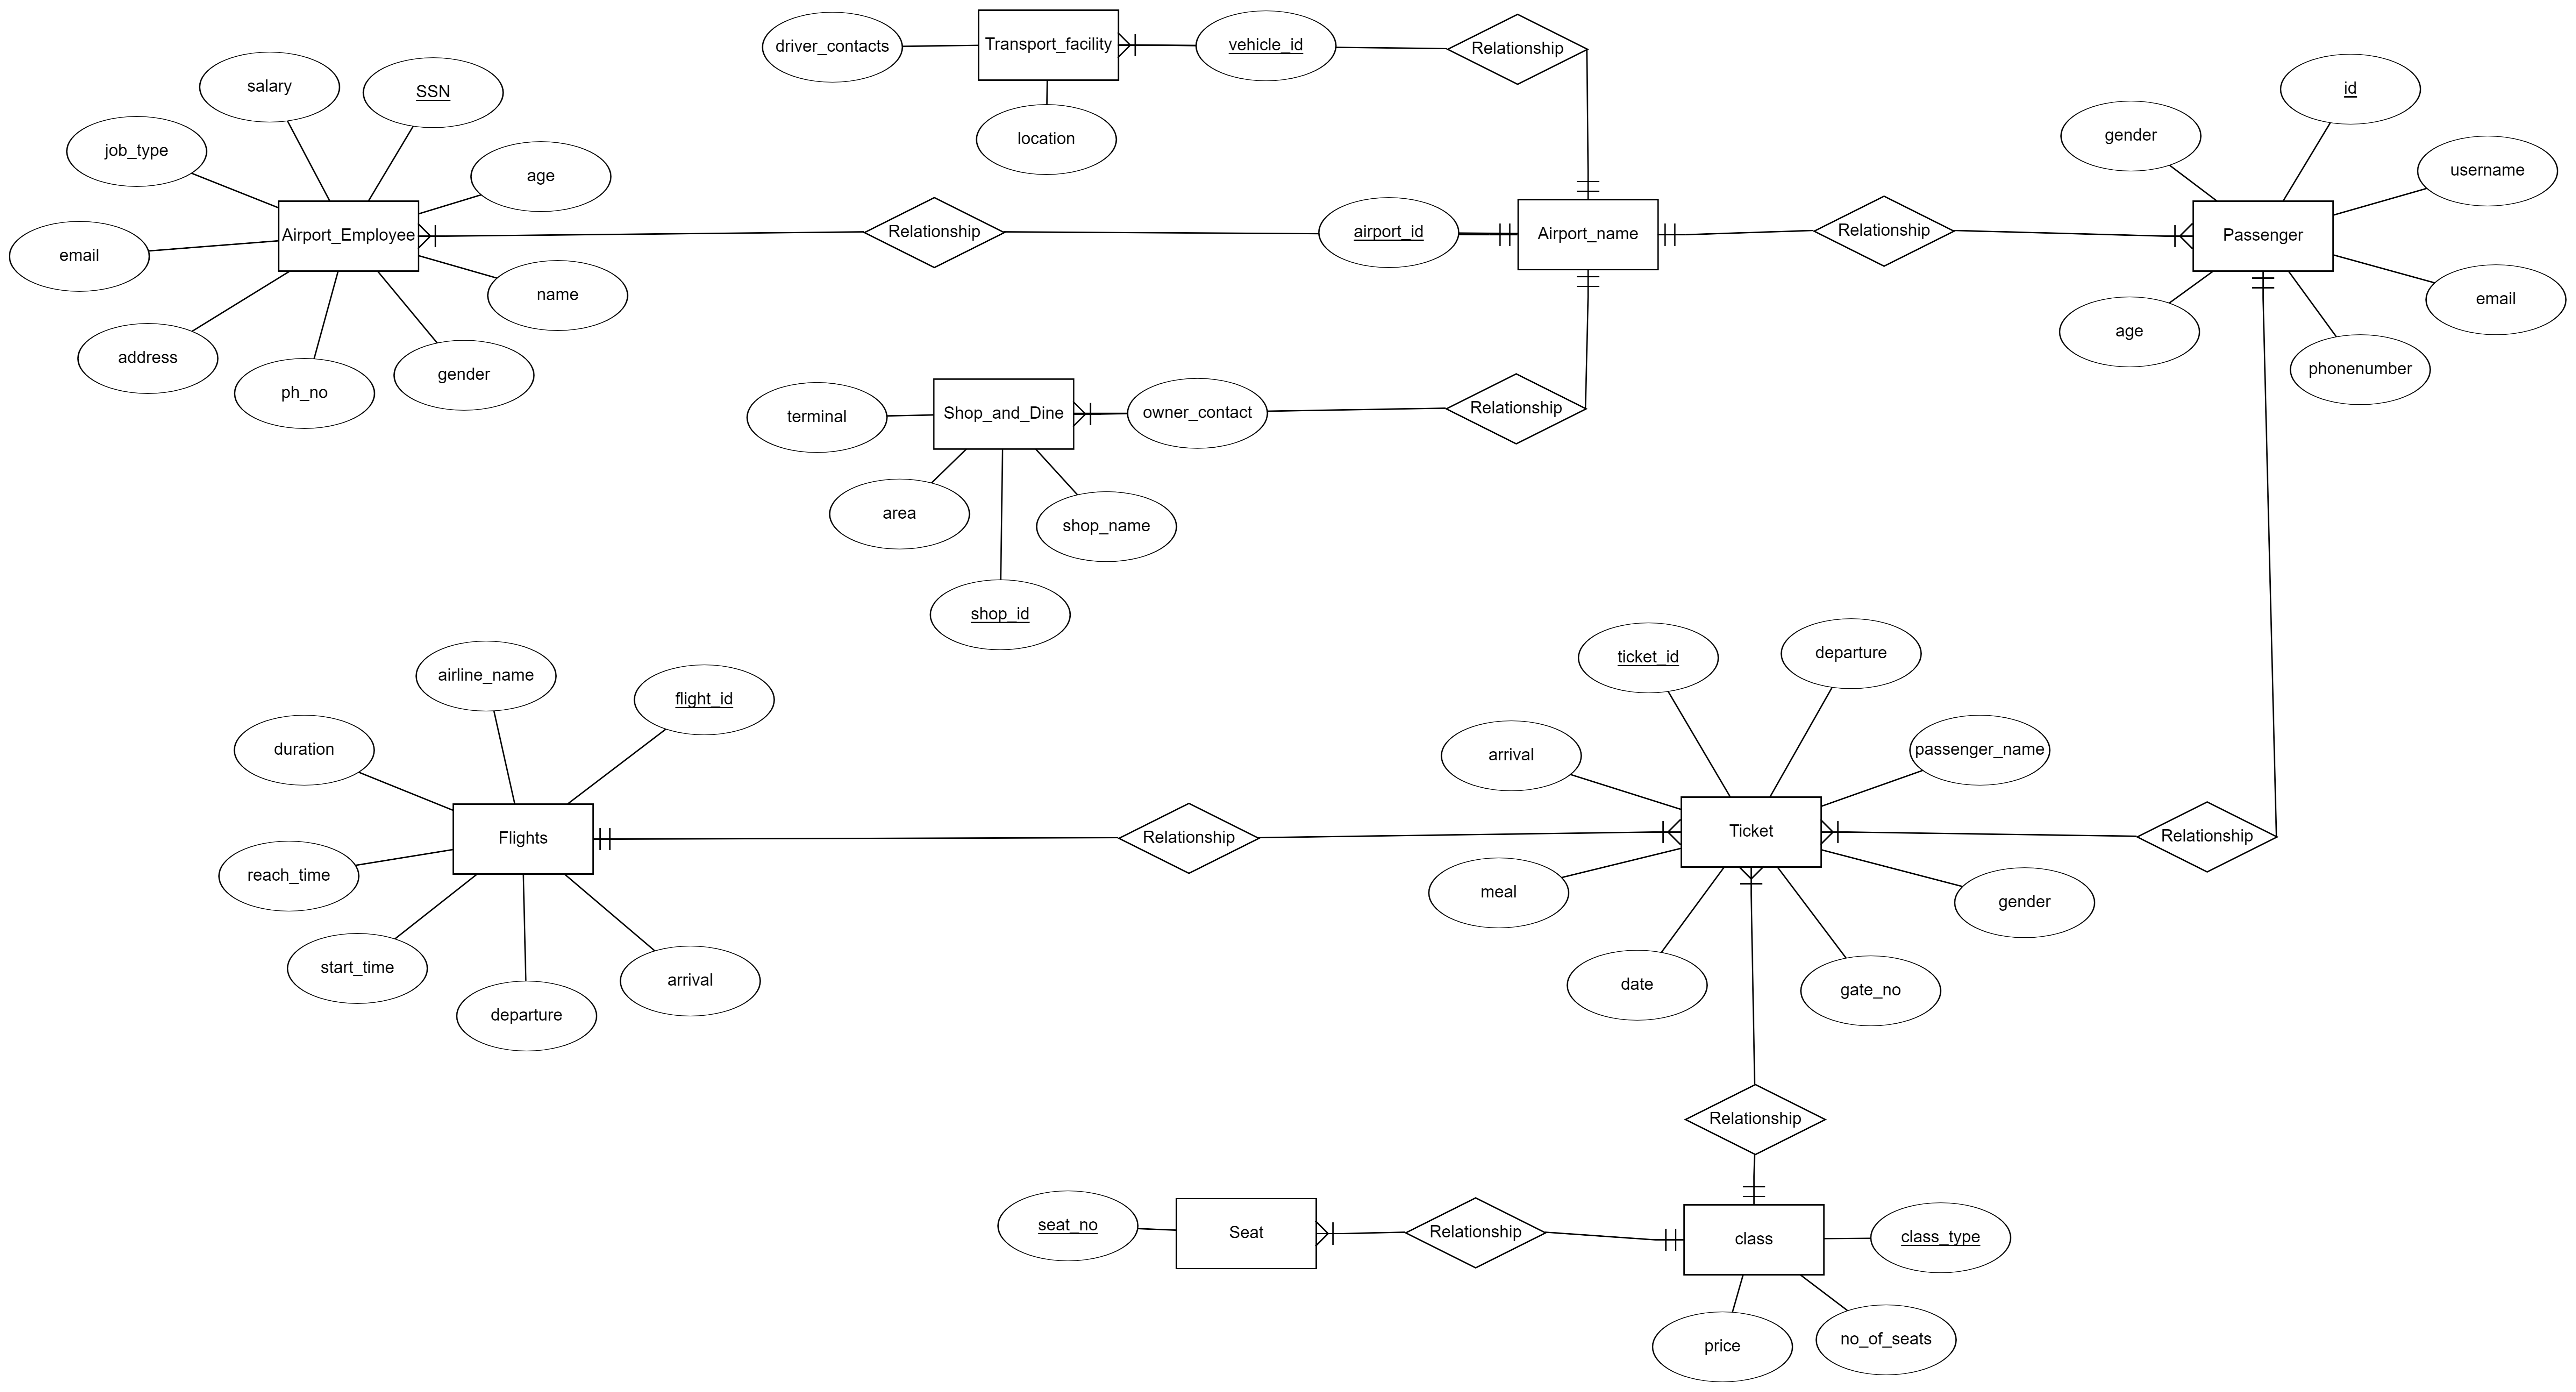 driver_contacts
Transport_facility
vehicle_id
Relationship
location
salary
SSN
job_type
age
Airport_Employee
email
name
address
ph_no
gender
Relationship
airport_id
Airport_name
Relationship
gender
id
username
Passenger
email
age
phonenumber
terminal
Shop_and_Dine
owner_contact
Relationship
area
shop_name
shop_id
airline_name
flight_id
duration
Flights
reach_time
start_time
departure
arrival
Relationship
ticket_id
departure
arrival
passenger_name
Ticket
Relationship
meal
gender
date
gate_no
Relationship
seat_no
Seat
Relationship
class
class_type
price
no_of_seats